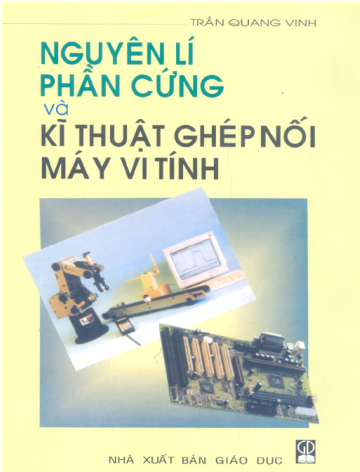 TRẦN QUANG VINH
NGUYÊN LÍ
PHẦN CỨNG
và
KĨ THUẬT GHÉP NỐI
MÁY VI TÍNH
NHÀ XUẤT BẢN GIÁO DỤC
GD